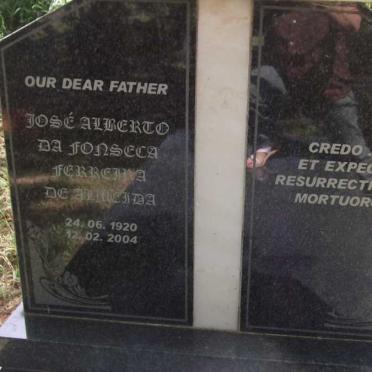 OUR DEAR FATHER
JOSÉ ALBERTO
DA FONSECA
FERREIRA
DE ALMEIDA
24. 06. 1920
12. 02. 2004
CREDO
ET EXPEC
RESURRECTI
MORTUOR